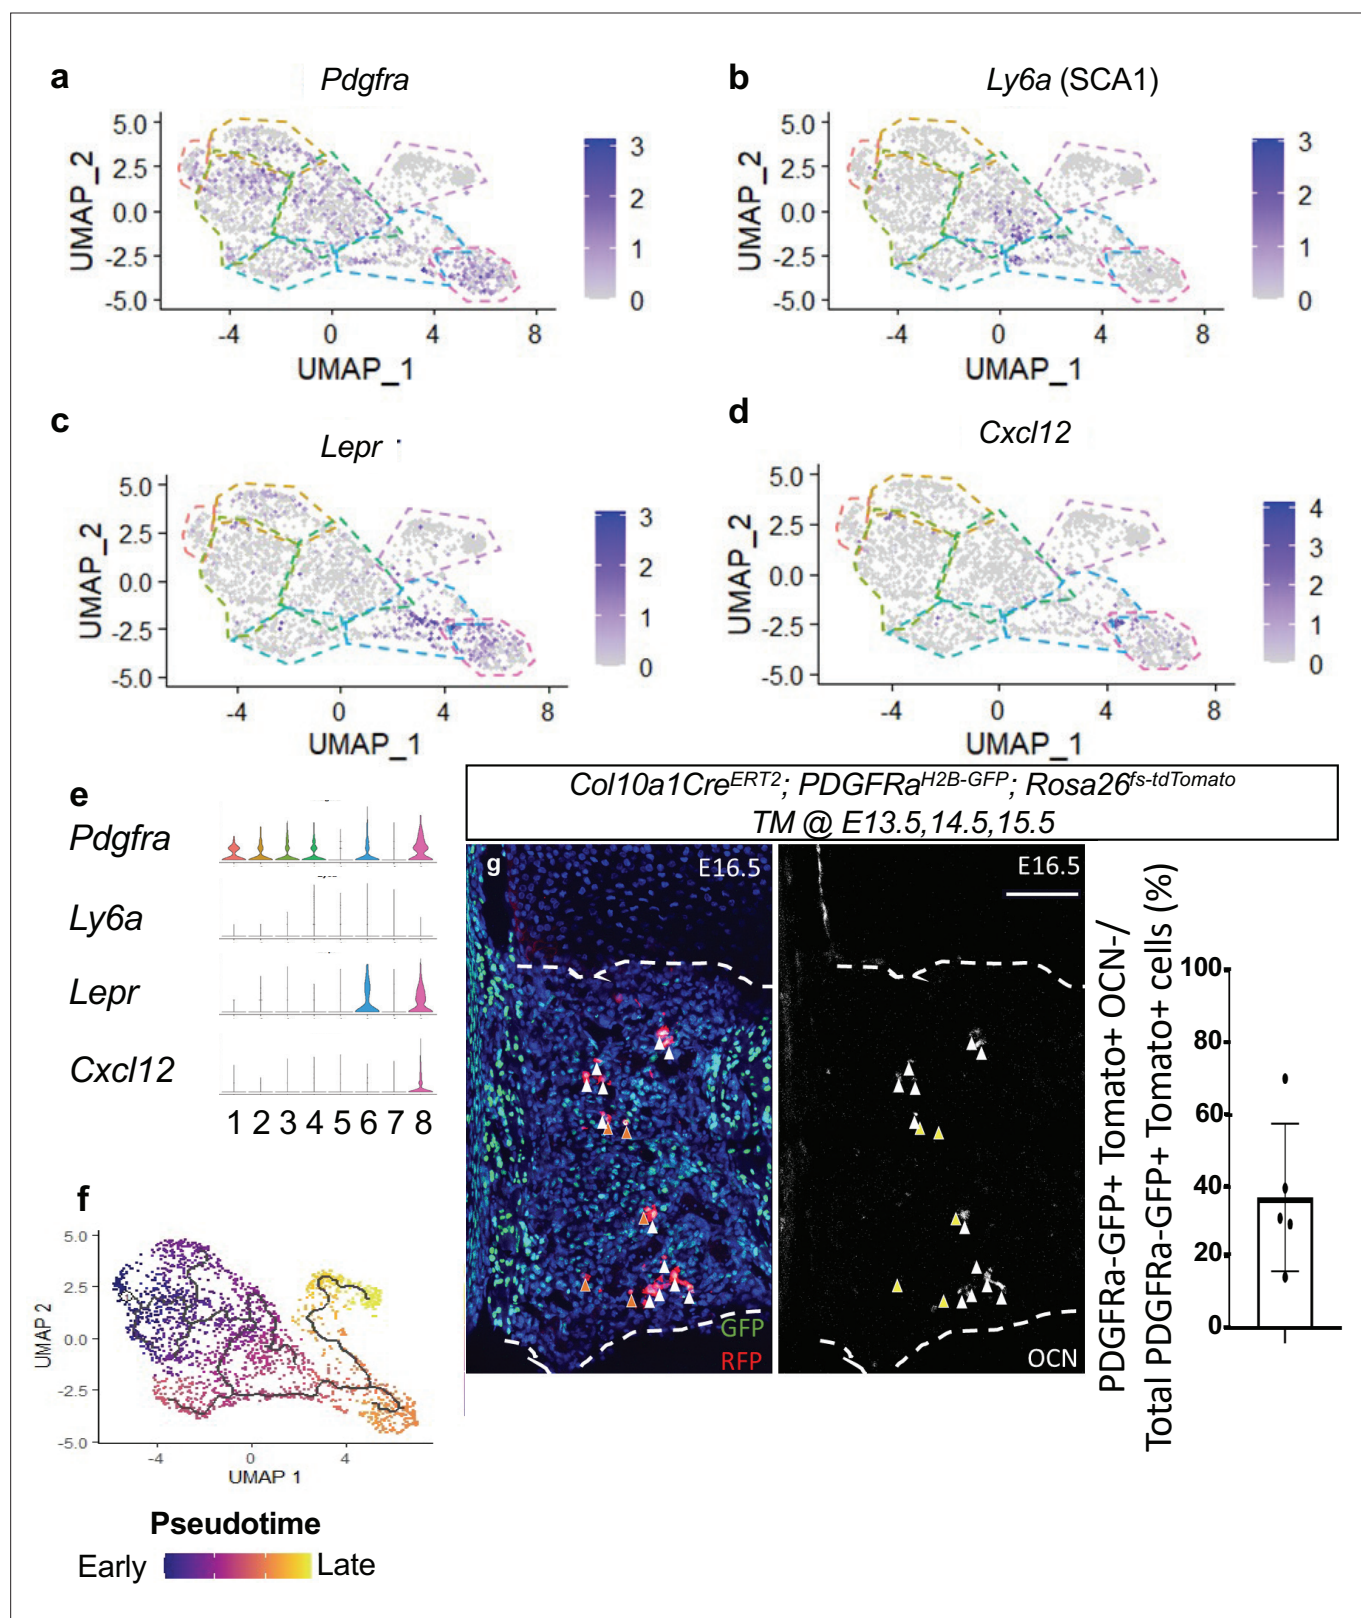 a
Pdgfra
5.0
2.5
0.0
-2.5
-5.0
UMAP_2
-4 0 4 8
UMAP_1
3
2
1
0
b
Ly6a (SCA1)
5.0
2.5
0.0
-2.5
-5.0
UMAP_2
-4 0 4 8
UMAP_1
3
2
1
0
c
Lepr
5.0
2.5
0.0
-2.5
-5.0
UMAP_2
-4 0 4 8
UMAP_1
3
2
1
0
d
Cxcl12
5.0
2.5
0.0
-2.5
-5.0
UMAP_2
-4 0 4 8
UMAP_1
4
3
2
1
0
e
Pdgfra
Ly6a
Lepr
Cxcl12
1 2 3 4 5 6 7 8
f
5.0
2.5
0.0
-2.5
-5.0
UMAP 2
-4 0 4
UMAP 1
Pseudotime
Early Late
Col10a1Cre^ERT2; PDGFRa^H2B-GFP; Rosa26^fs-tdTomato
TM @ E13.5,14.5,15.5
g
E16.5
GFP
RFP
E16.5
OCN
PDGFRa-GFP+ Tomato+ OCN-/
Total PDGFRa-GFP+ Tomato+ cells (%)
100
80
60
40
20
0